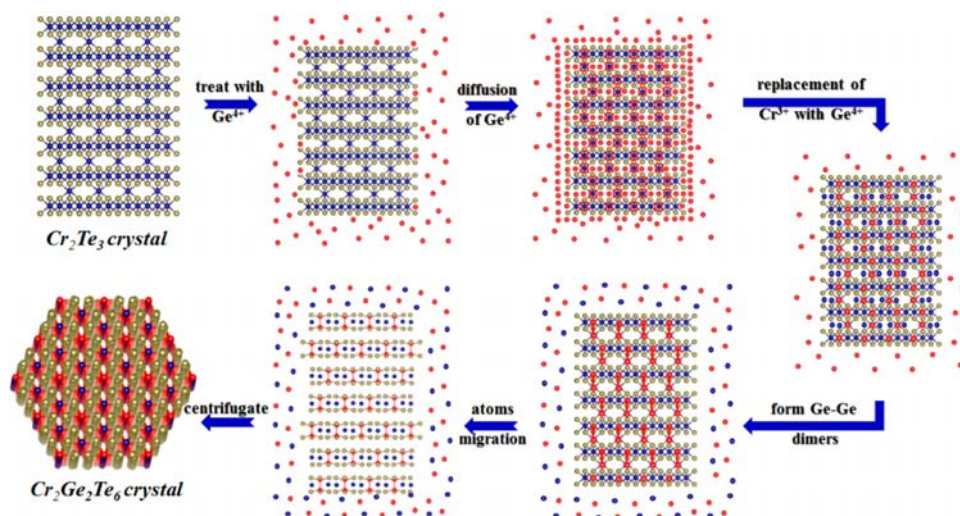 treat with
Ge⁴⁺
diffusion
of Ge⁴⁺
replacement of
Cr³⁺ with Ge⁴⁺
Cr₂Te₃ crystal
form Ge-Ge
dimers
atoms
migration
centrifugate
Cr₂Ge₂Te₆ crystal